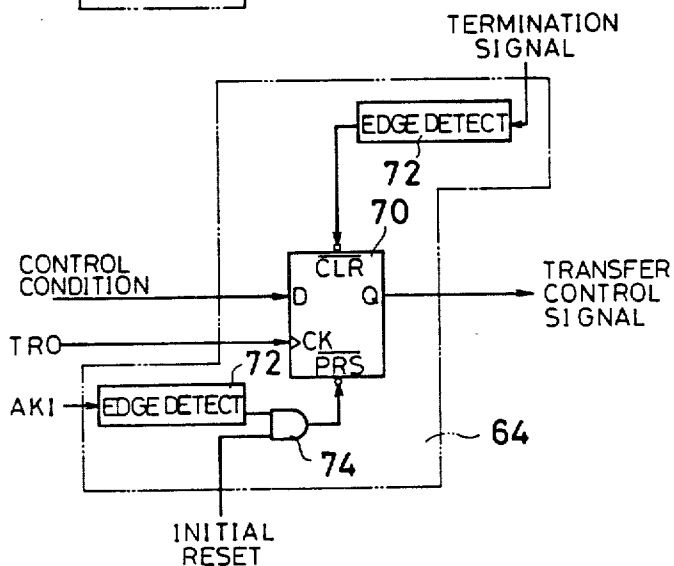 TERMINATION
SIGNAL
EDGE DETECT
72
70
CLR
CONTROL
CONDITION
D
Q
TRANSFER
CONTROL
SIGNAL
TRO
CK
PRS
72
AKI
EDGE DETECT
74
64
INITIAL
RESET